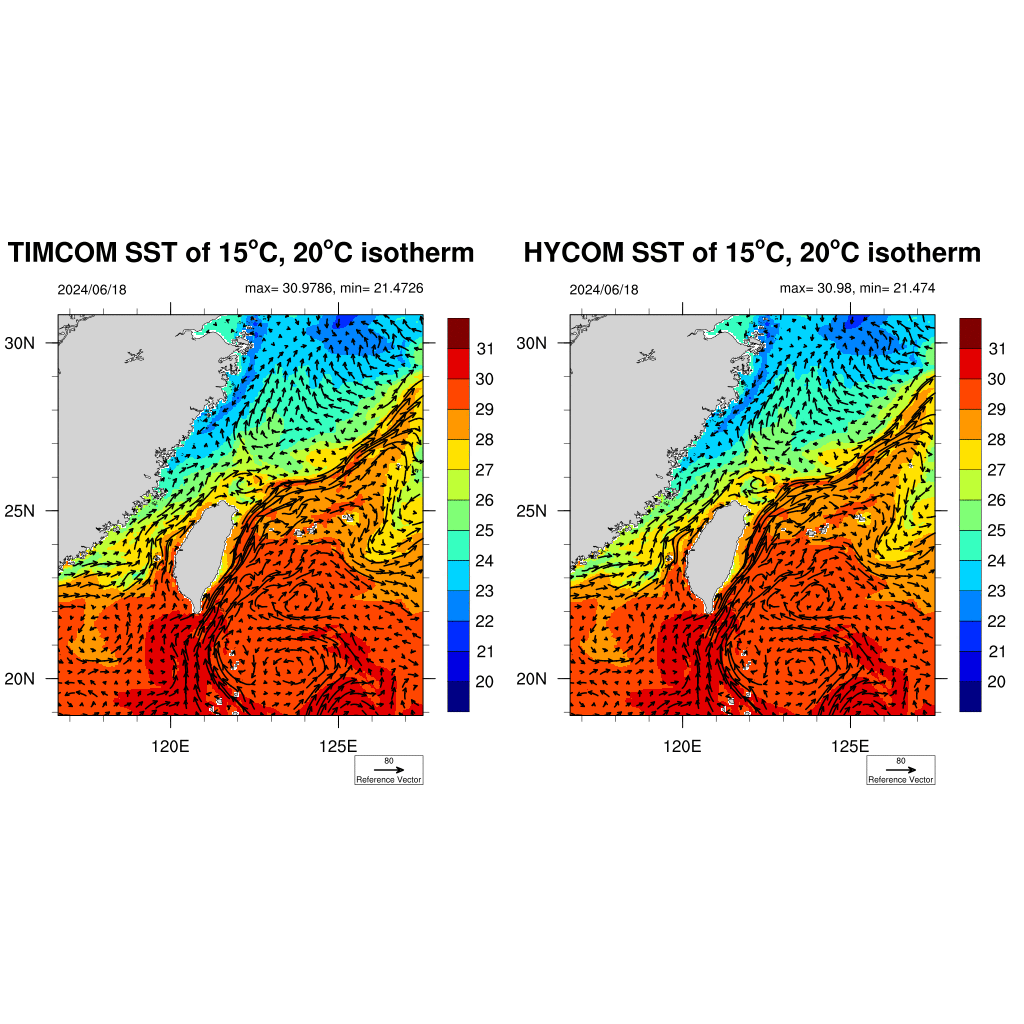 TIMCOM SST of 15°C, 20°C isotherm
2024/06/18 max= 30.9786, min= 21.4726
30N
25N
20N
120E 125E
31
30
29
28
27
26
25
24
23
22
21
20
80
Reference Vector
HYCOM SST of 15°C, 20°C isotherm
2024/06/18 max= 30.98, min= 21.474
30N
25N
20N
120E 125E
31
30
29
28
27
26
25
24
23
22
21
20
80
Reference Vector